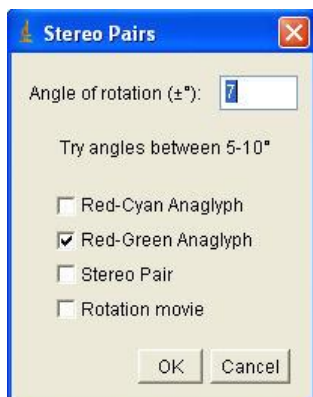 Stereo Pairs
Angle of rotation (±°): 7
Try angles between 5-10°
Red-Cyan Anaglyph
Red-Green Anaglyph
Stereo Pair
Rotation movie
OK Cancel